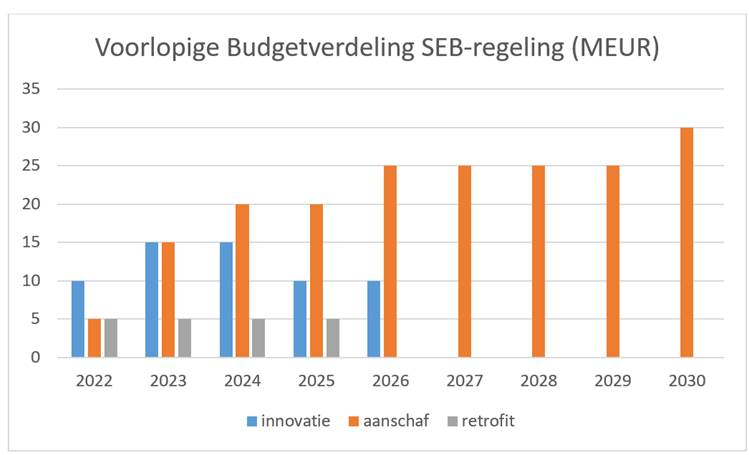 Voorlopige Budgetverdeling SEB-regeling (MEUR)
35
30
25
20
15
10
5
0
2022 2023 2024 2025 2026 2027 2028 2029 2030
innovatie aanschaf retrofit